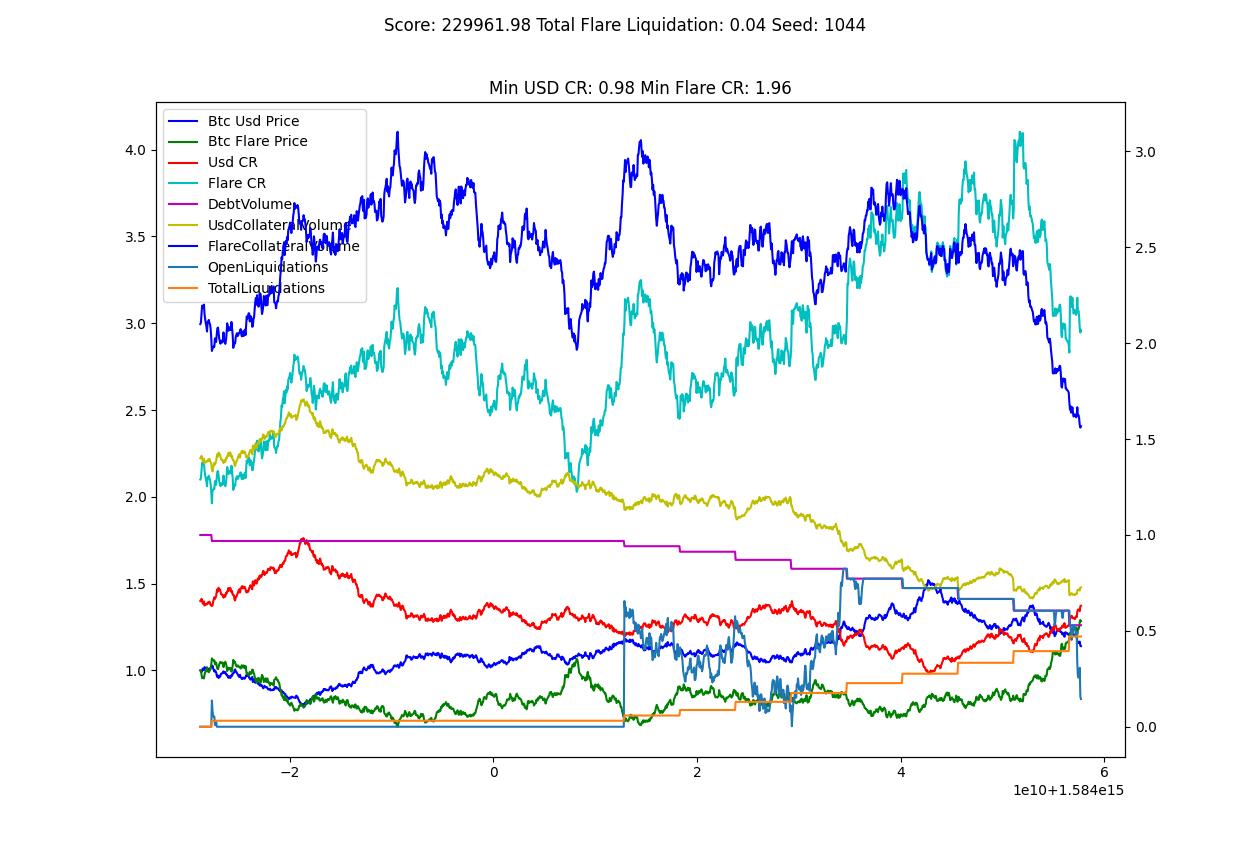 Score: 229961.98 Total Flare Liquidation: 0.04 Seed: 1044
Min USD CR: 0.98 Min Flare CR: 1.96
Btc Usd Price
Btc Flare Price
Usd CR
Flare CR
DebtVolume
UsdCollateralVolume
FlareCollateralVolume
OpenLiquidations
TotalLiquidations
4.0
3.5
3.0
2.5
2.0
1.5
1.0
3.0
2.5
2.0
1.5
1.0
0.5
0.0
−2 0 2 4 6
1e10+1.584e15